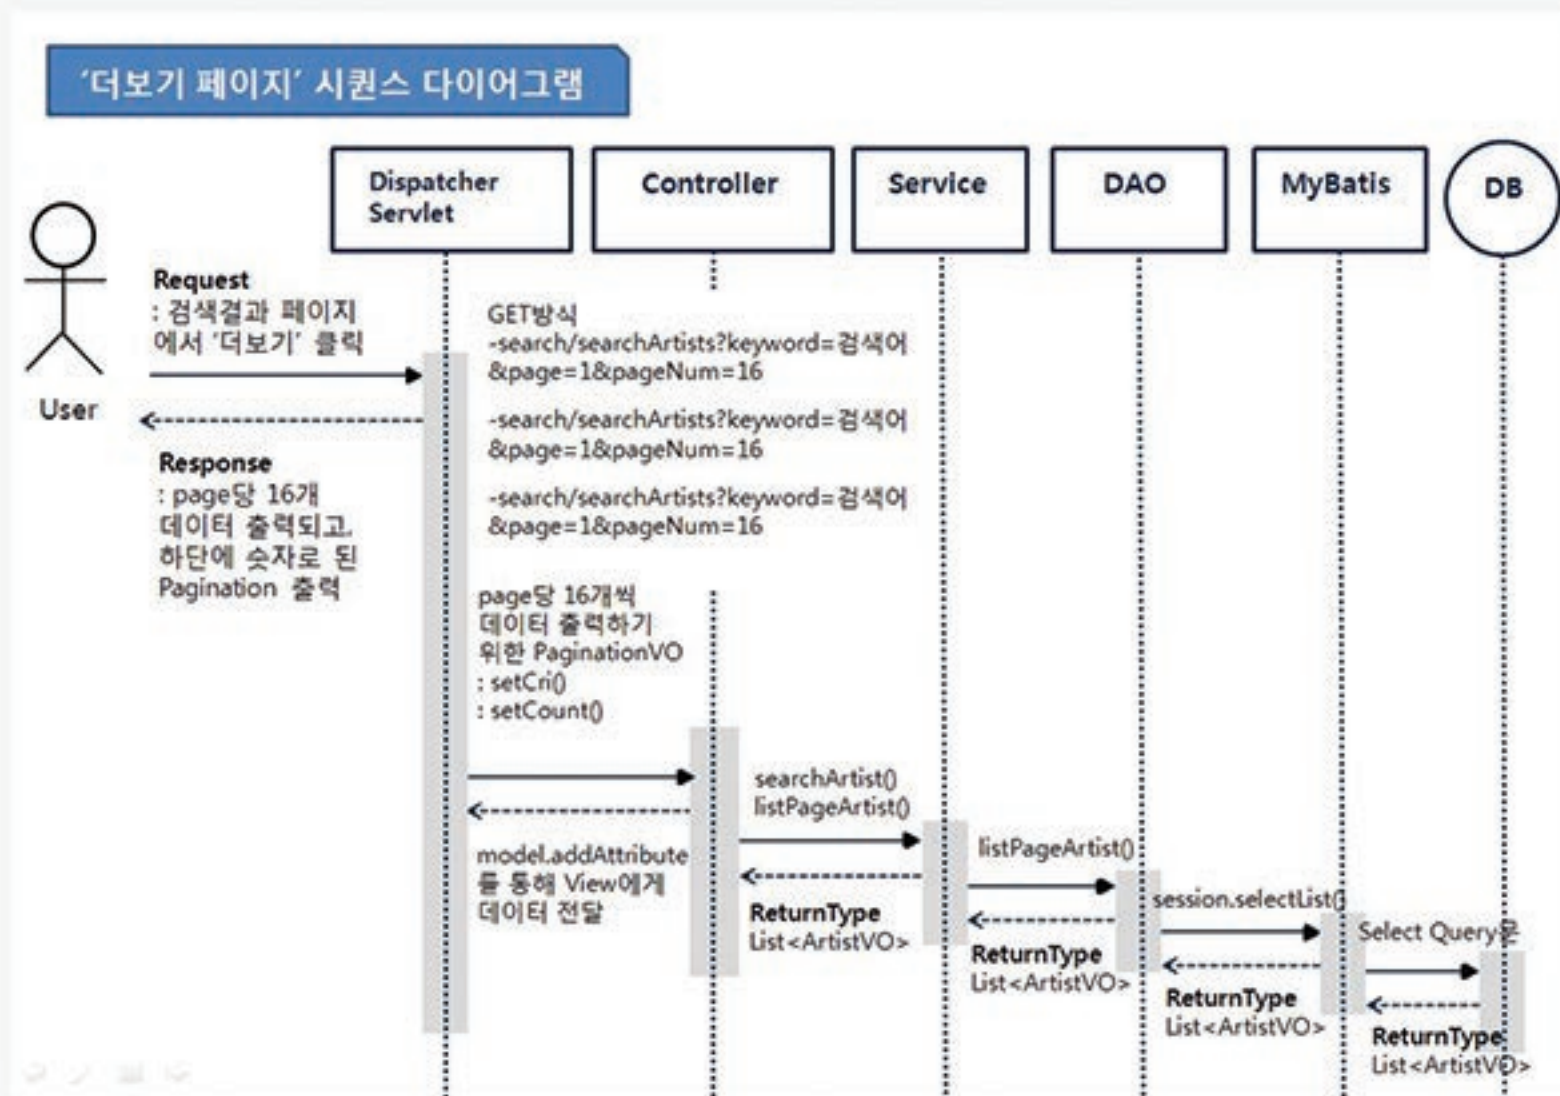 ‘더보기 페이지’ 시퀀스 다이어그램
Dispatcher
Servlet
Controller
Service
DAO
MyBatis
DB
User
Request
: 검색결과 페이지
에서 ‘더보기’ 클릭
Response
: page당 16개
데이터 출력되고,
하단에 숫자로 된
Pagination 출력
GET방식
-search/searchArtists?keyword=검색어
&page=1&pageNum=16
-search/searchArtists?keyword=검색어
&page=1&pageNum=16
-search/searchArtists?keyword=검색어
&page=1&pageNum=16
page당 16개씩
데이터 출력하기
위한 PaginationVO
: setCri()
: setCount()
model.addAttribute
를 통해 View에게
데이터 전달
searchArtist()
listPageArtist()
ReturnType
List<ArtistVO>
listPageArtist()
ReturnType
List<ArtistVO>
session.selectList()
ReturnType
List<ArtistVO>
Select Query문
ReturnType
List<ArtistVO>